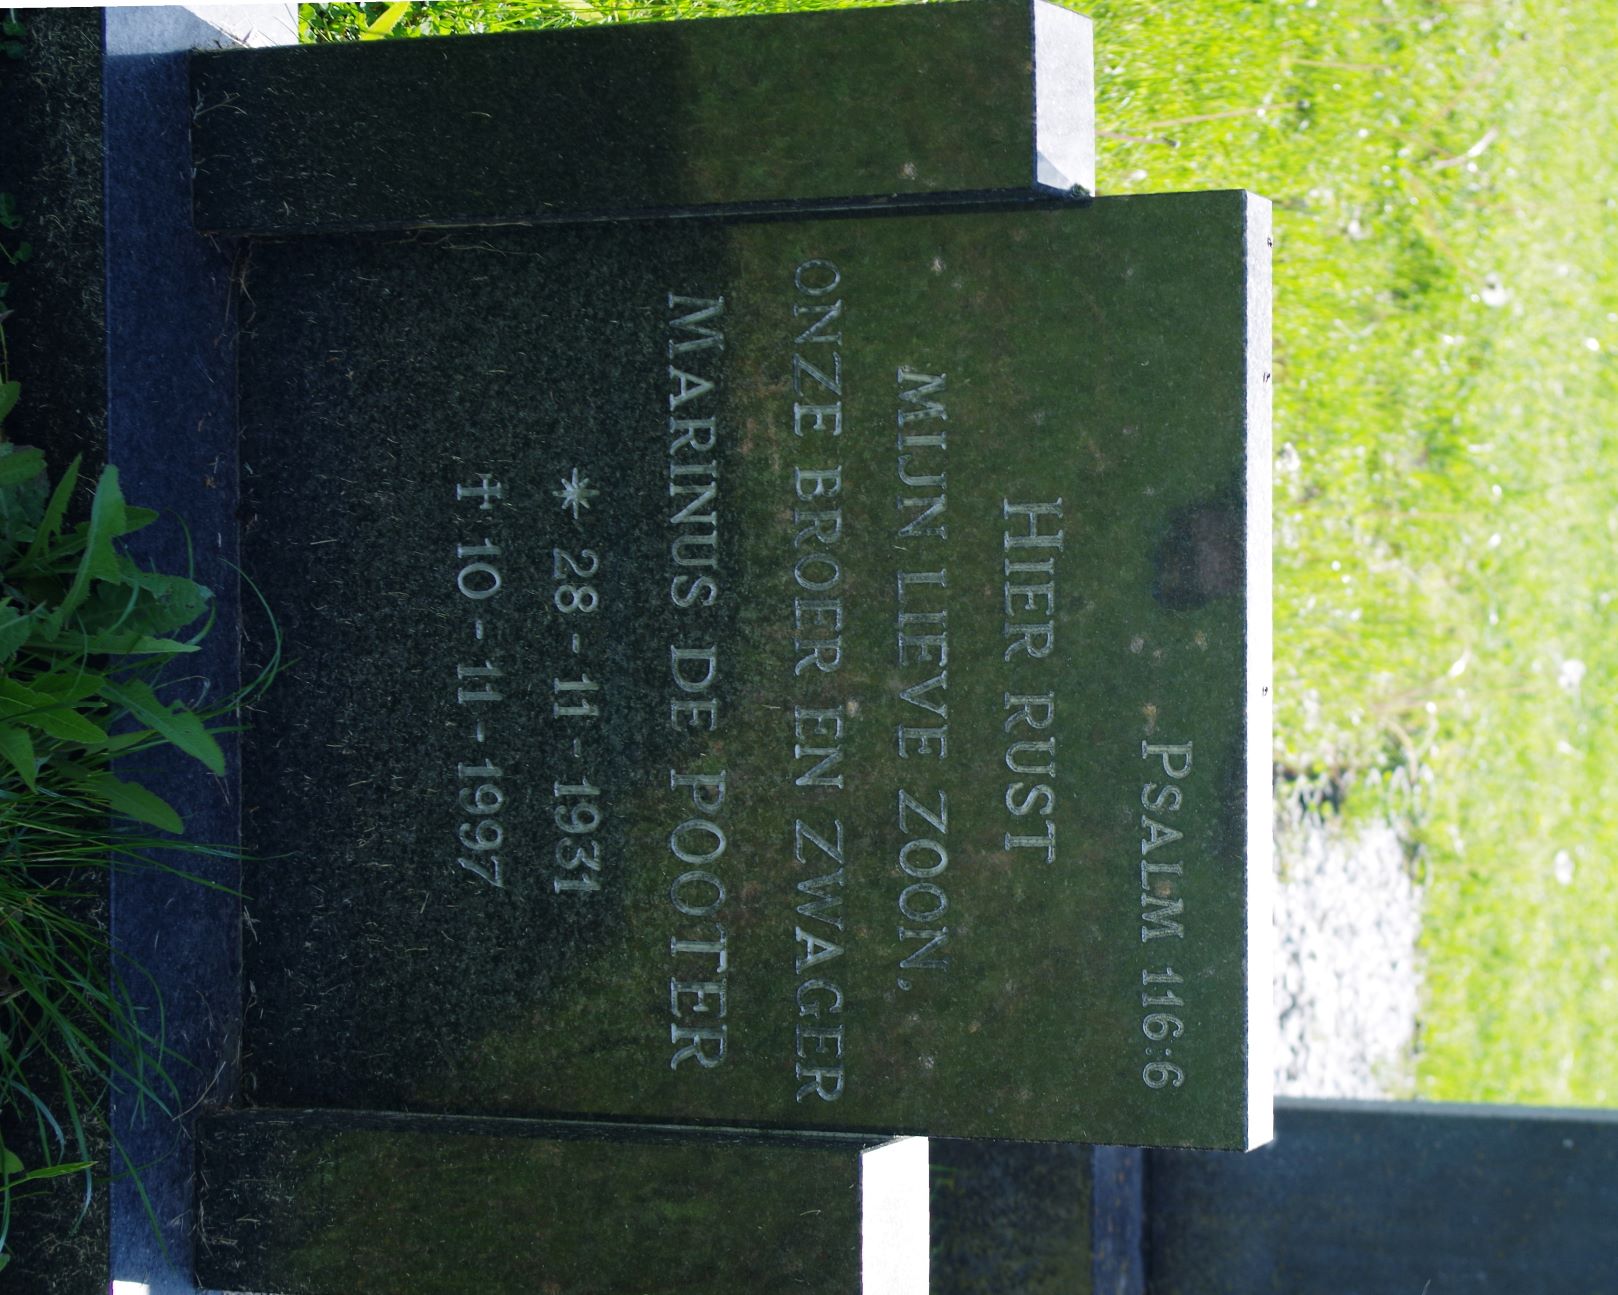 PSALM 116:6
HIER RUST
MIJN LIEVE ZOON,
ONZE BROER EN ZWAGER
MARINUS DE POOTER
* 28-11-1931
† 10-11-1997